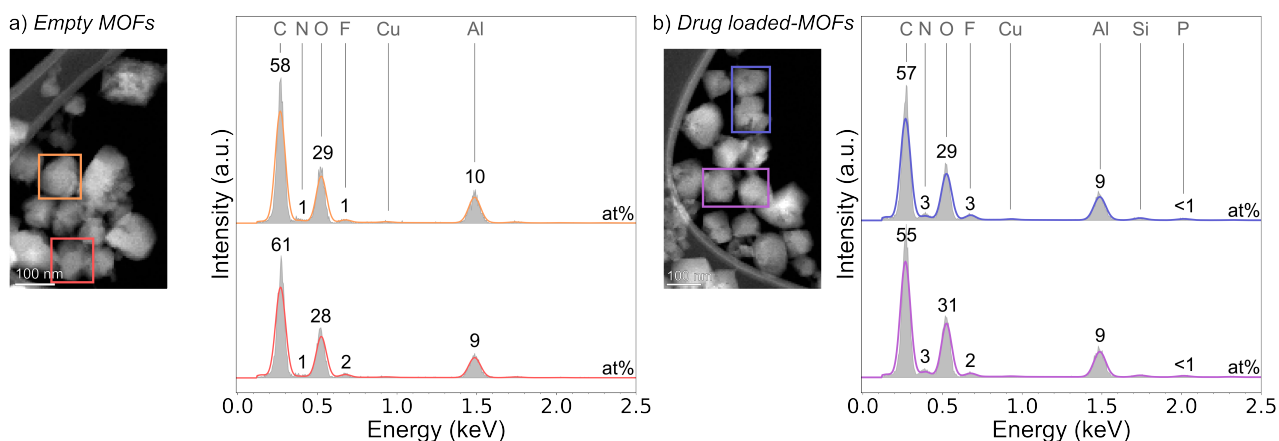 a) Empty MOFs
C N O F Cu Al
58
29
1
1
10
at%
61
28
1
2
9
at%
100 nm
Intensity (a.u.)
0.0 0.5 1.0 1.5 2.0 2.5
Energy (keV)
b) Drug loaded-MOFs
C N O F Cu Al Si P
57
29
3
3
9
<1
at%
55
31
3
2
9
<1
at%
100 nm
Intensity (a.u.)
0.0 0.5 1.0 1.5 2.0 2.5
Energy (keV)